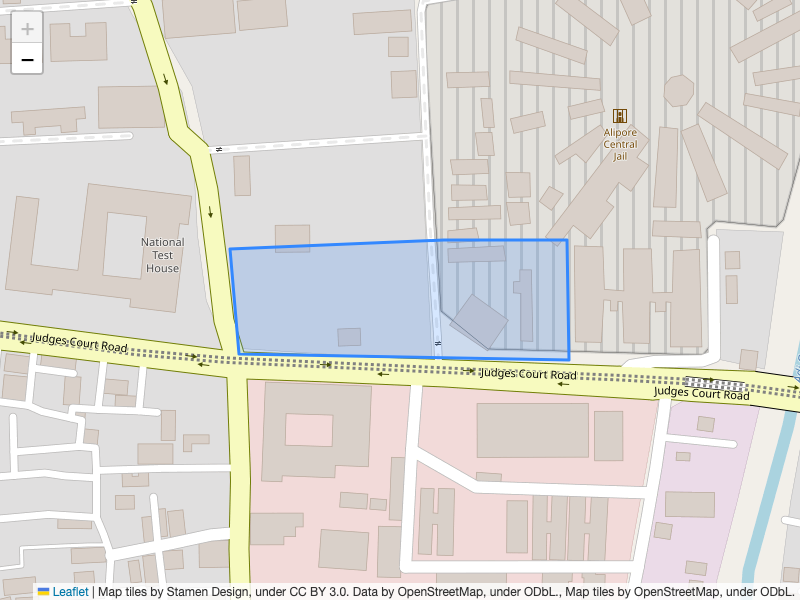 +
−
Alipore
Central
Jail
National
Test
House
Judges Court Road
Judges Court Road
Judges Court Road
Leaflet | Map tiles by Stamen Design, under CC BY 3.0. Data by OpenStreetMap, under ODbL., Map tiles by OpenStreetMap, under ODbL.